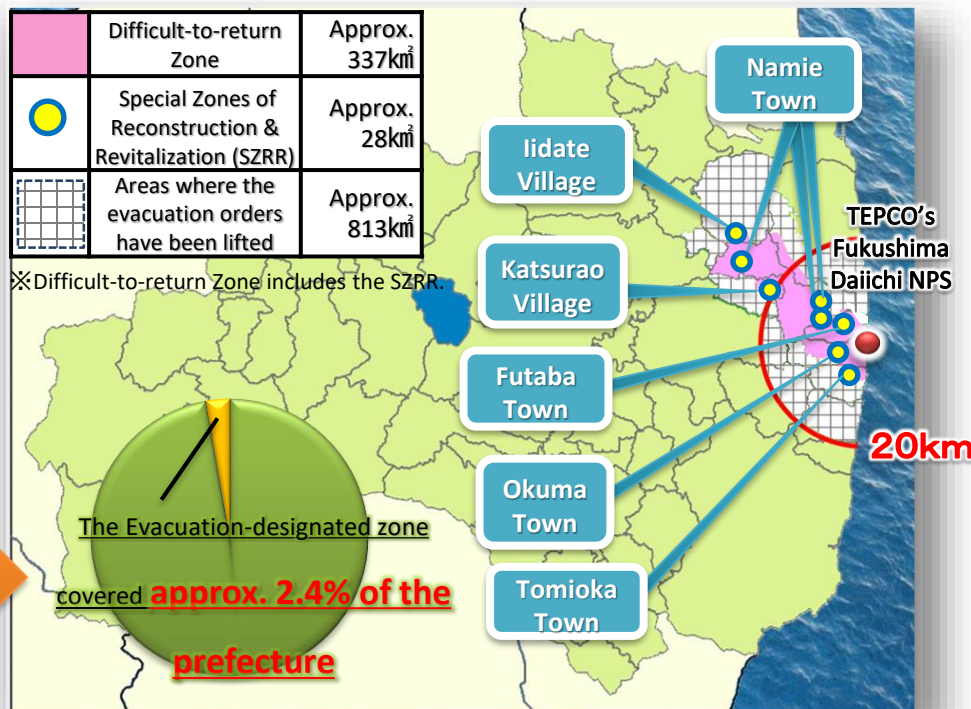 Difficult-to-return
Zone
Approx.
337㎢
Special Zones of
Reconstruction &
Revitalization (SZRR)
Approx.
28㎢
Areas where the
evacuation orders
have been lifted
Approx.
813㎢
※Difficult-to-return Zone includes the SZRR.
Namie
Town
Iidate
Village
TEPCO's
Fukushima
Daiichi NPS
Katsurao
Village
Futaba
Town
20km
Okuma
Town
Tomioka
Town
The Evacuation-designated zone
covered approx. 2.4% of the
prefecture